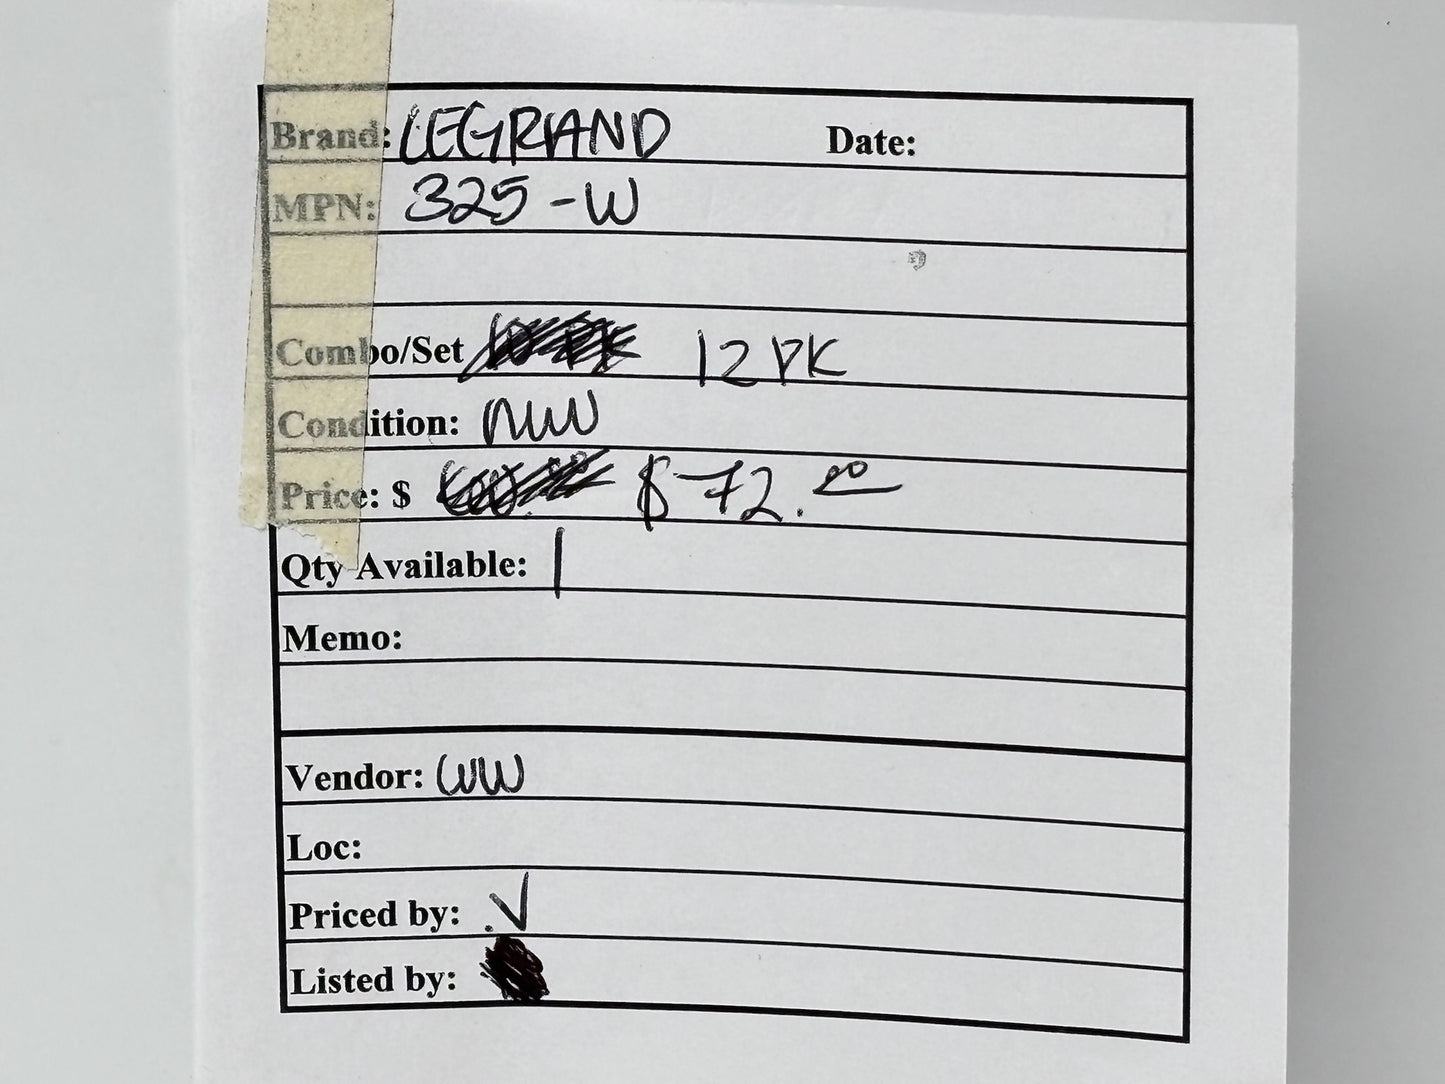 Brand: LEGRAND Date:
MPN: 325-W
Combo/Set 12 PK
Condition: NUW
Price: $ $72.00
Qty Available: 1
Memo:
Vendor: WW
Loc:
Priced by: .V
Listed by: